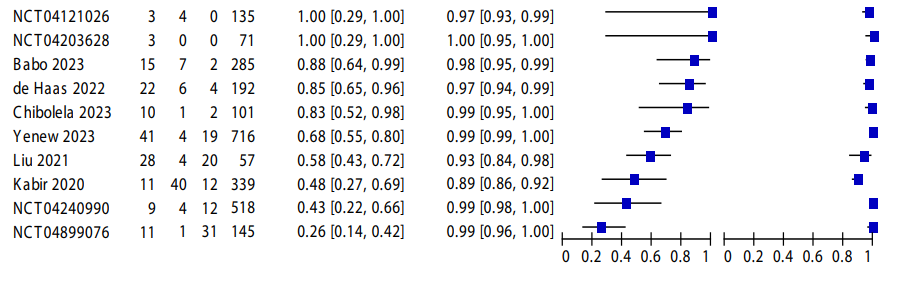 NCT04121026 3 4 0 135 1.00 [0.29, 1.00] 0.97 [0.93, 0.99]
NCT04203628 3 0 0 71 1.00 [0.29, 1.00] 1.00 [0.95, 1.00]
Babo 2023 15 7 2 285 0.88 [0.64, 0.99] 0.98 [0.95, 0.99]
de Haas 2022 22 6 4 192 0.85 [0.65, 0.96] 0.97 [0.94, 0.99]
Chibolela 2023 10 1 2 101 0.83 [0.52, 0.98] 0.99 [0.95, 1.00]
Yenew 2023 41 4 19 716 0.68 [0.55, 0.80] 0.99 [0.99, 1.00]
Liu 2021 28 4 20 57 0.58 [0.43, 0.72] 0.93 [0.84, 0.98]
Kabir 2020 11 40 12 339 0.48 [0.27, 0.69] 0.89 [0.86, 0.92]
NCT04240990 9 4 12 518 0.43 [0.22, 0.66] 0.99 [0.98, 1.00]
NCT04899076 11 1 31 145 0.26 [0.14, 0.42] 0.99 [0.96, 1.00]
0 0.2 0.4 0.6 0.8 1 0 0.2 0.4 0.6 0.8 1